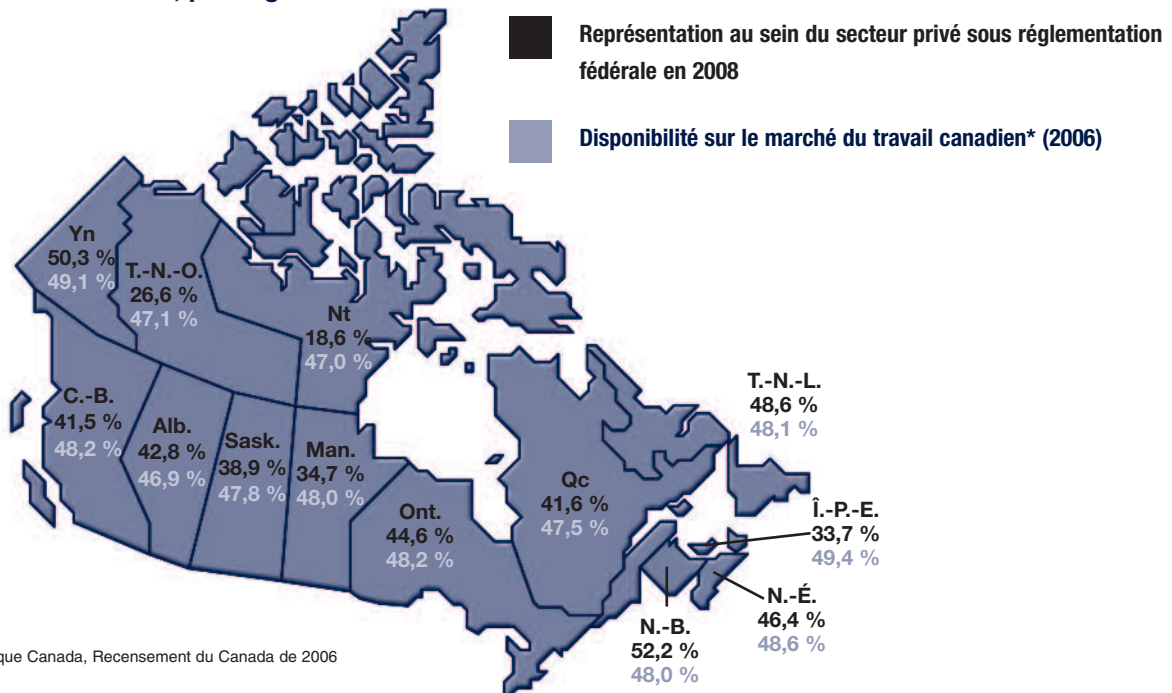 Représentation au sein du secteur privé sous réglementation
fédérale en 2008
Disponibilité sur le marché du travail canadien* (2006)
Yn
50,3 %
49,1 %
T.-N.-O.
26,6 %
47,1 %
Nt
18,6 %
47,0 %
C.-B.
41,5 %
48,2 %
Alb.
42,8 %
46,9 %
Sask.
38,9 %
47,8 %
Man.
34,7 %
48,0 %
Ont.
44,6 %
48,2 %
Qc
41,6 %
47,5 %
T.-N.-L.
48,6 %
48,1 %
Î.-P.-E.
33,7 %
49,4 %
N.-É.
46,4 %
48,6 %
N.-B.
52,2 %
48,0 %
que Canada, Recensement du Canada de 2006